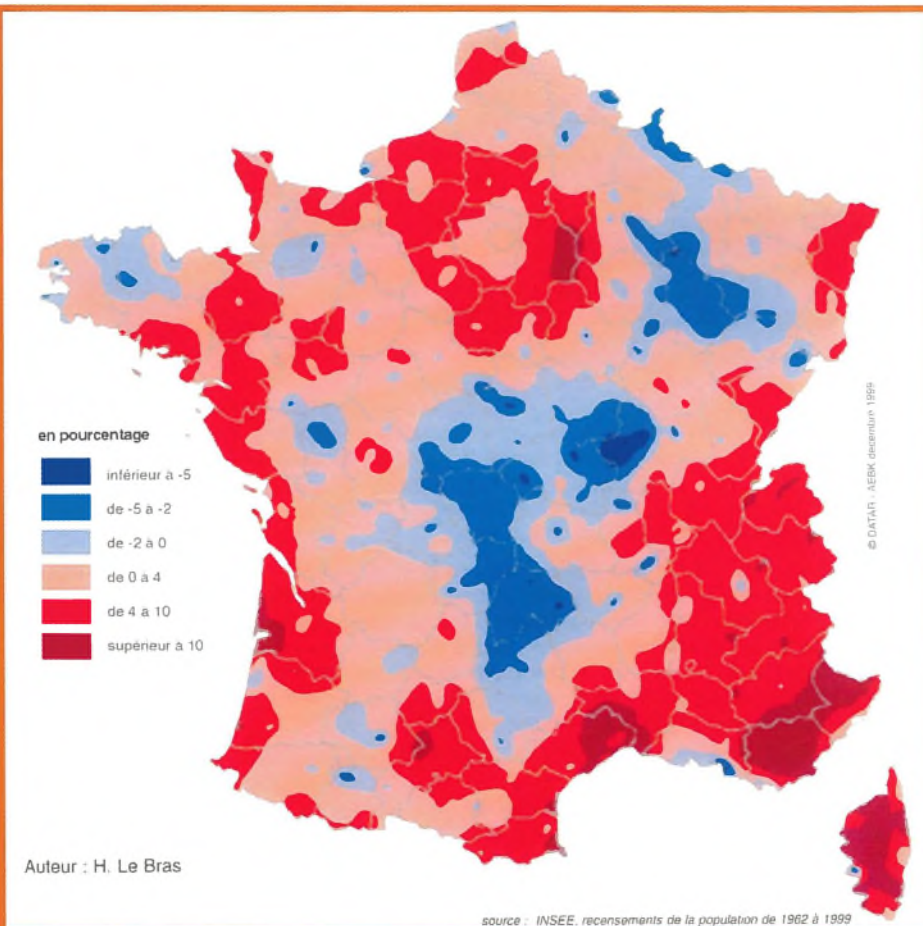 en pourcentage
inférieur à -5
de -5 à -2
de -2 à 0
de 0 à 4
de 4 à 10
supérieur à 10
© DATAR - AEBK decembre 1999
Auteur : H. Le Bras
source : INSEE, recensements de la population de 1962 à 1999